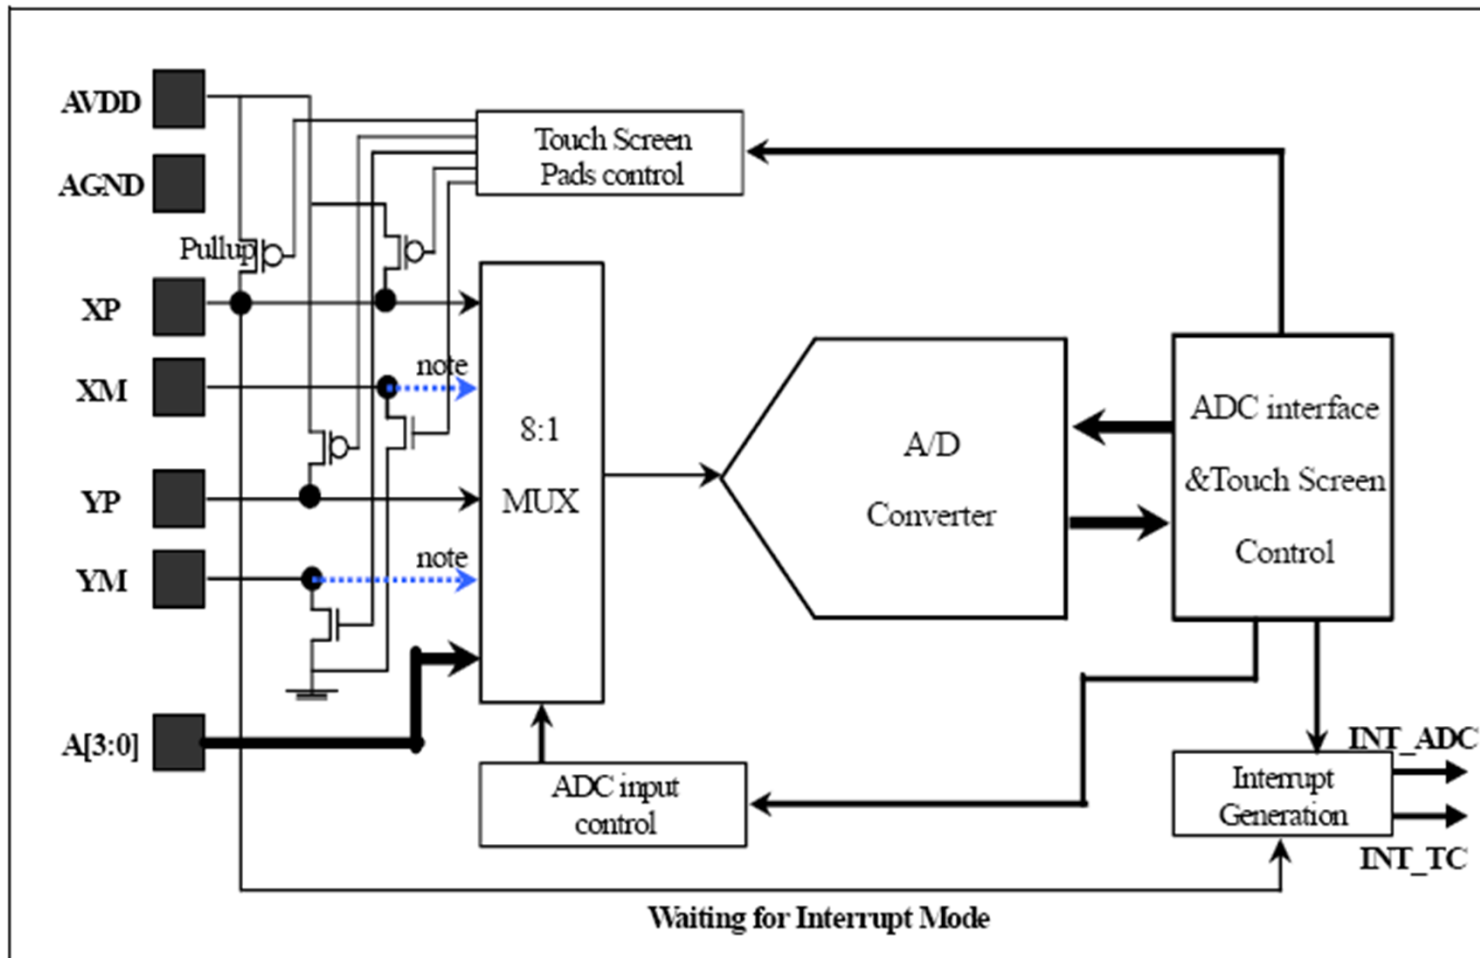 AVDD
Touch Screen
Pads control
AGND
Pullup
XP
note
XM
8:1
MUX
A/D
Converter
ADC interface
&Touch Screen
Control
YP
note
YM
A[3:0]
ADC input
control
INT_ADC
Interrupt
Generation
INT_TC
Waiting for Interrupt Mode